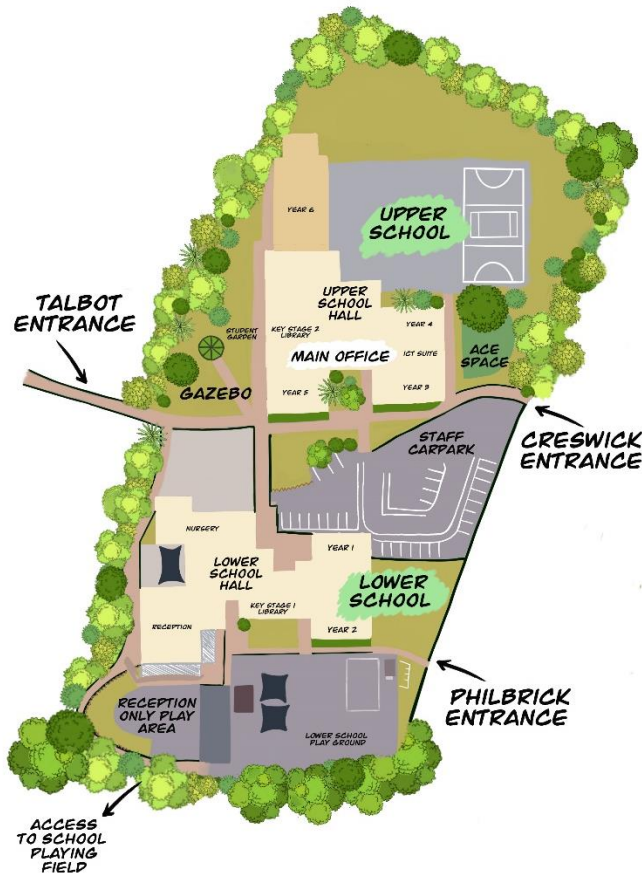 YEAR 6
UPPER
SCHOOL
UPPER
SCHOOL
HALL
TALBOT
ENTRANCE
STUDENT
GARDEN
KEY STAGE 2
LIBRARY
YEAR 4
MAIN OFFICE
ICT SUITE
ACE
SPACE
GAZEBO
YEAR 5
YEAR 3
CRESWICK
ENTRANCE
STAFF
CARPARK
NURSERY
YEAR 1
LOWER
SCHOOL
HALL
LOWER
SCHOOL
KEY STAGE 1
LIBRARY
RECEPTION
YEAR 2
PHILBRICK
ENTRANCE
RECEPTION
ONLY PLAY
AREA
LOWER SCHOOL
PLAY GROUND
ACCESS
TO SCHOOL
PLAYING
FIELD